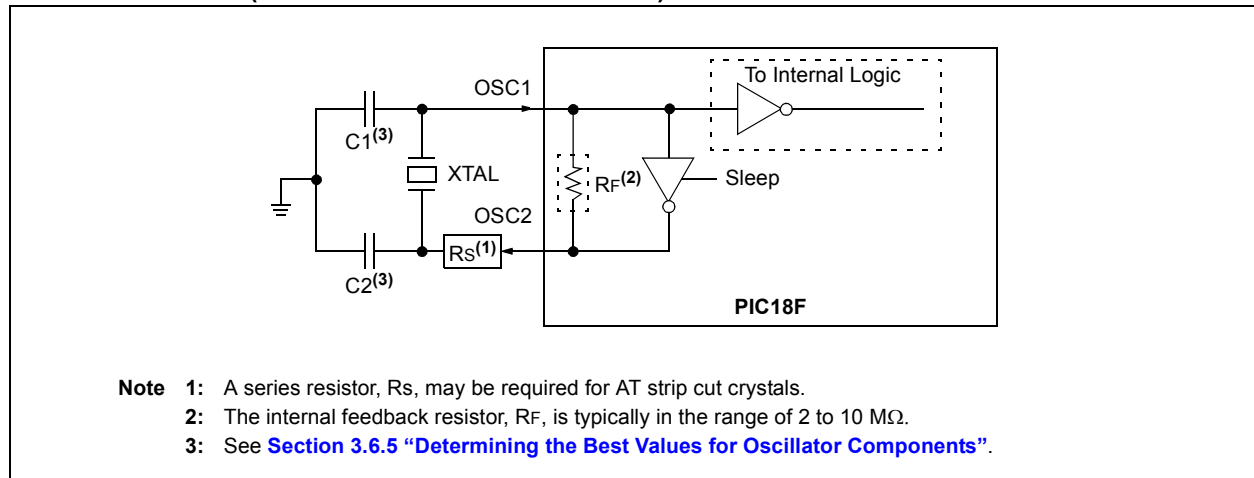 To Internal Logic
OSC1
C1(3)
XTAL
RF(2)
Sleep
OSC2
RS(1)
C2(3)
PIC18F
Note 1: A series resistor, Rs, may be required for AT strip cut crystals.
2: The internal feedback resistor, RF, is typically in the range of 2 to 10 MΩ.
3: See Section 3.6.5 “Determining the Best Values for Oscillator Components”.